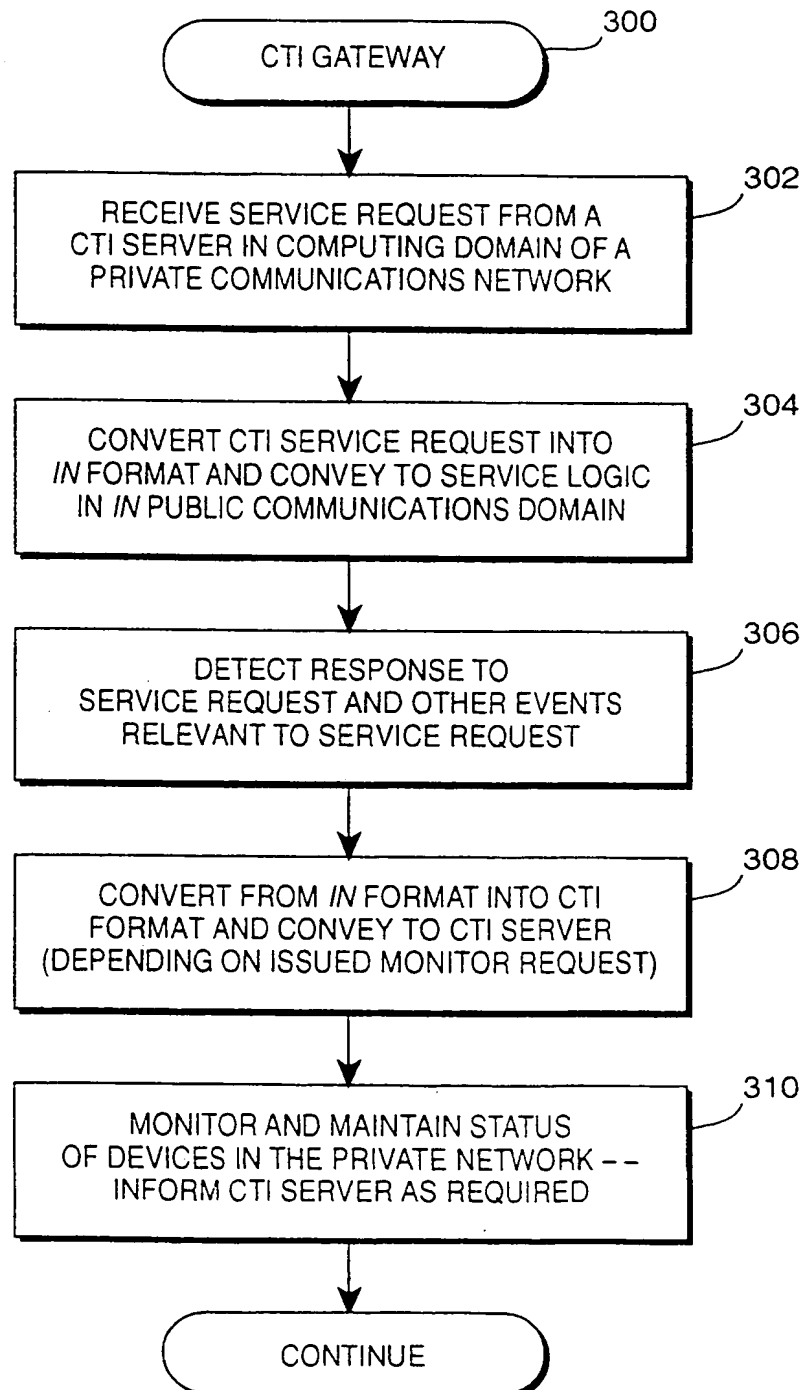 300
CTI GATEWAY
302
RECEIVE SERVICE REQUEST FROM A
CTI SERVER IN COMPUTING DOMAIN OF A
PRIVATE COMMUNICATIONS NETWORK
304
CONVERT CTI SERVICE REQUEST INTO
IN FORMAT AND CONVEY TO SERVICE LOGIC
IN IN PUBLIC COMMUNICATIONS DOMAIN
306
DETECT RESPONSE TO
SERVICE REQUEST AND OTHER EVENTS
RELEVANT TO SERVICE REQUEST
308
CONVERT FROM IN FORMAT INTO CTI
FORMAT AND CONVEY TO CTI SERVER
(DEPENDING ON ISSUED MONITOR REQUEST)
310
MONITOR AND MAINTAIN STATUS
OF DEVICES IN THE PRIVATE NETWORK – –
INFORM CTI SERVER AS REQUIRED
CONTINUE